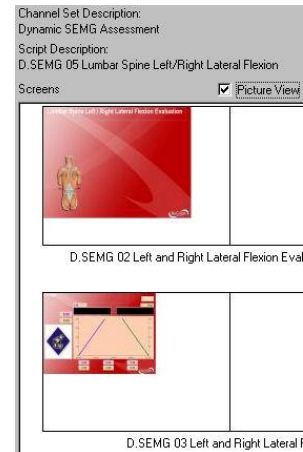 Channel Set Description:
Dynamic SEMG Assessment
Script Description:
D.SEMG 05 Lumbar Spine Left/Right Lateral Flexion
Screens
Picture View
Lumbar Spine Left / Right Lateral Flexion Evaluation
D.SEMG 02 Left and Right Lateral Flexion Eval
D.SEMG 03 Left and Right Lateral F